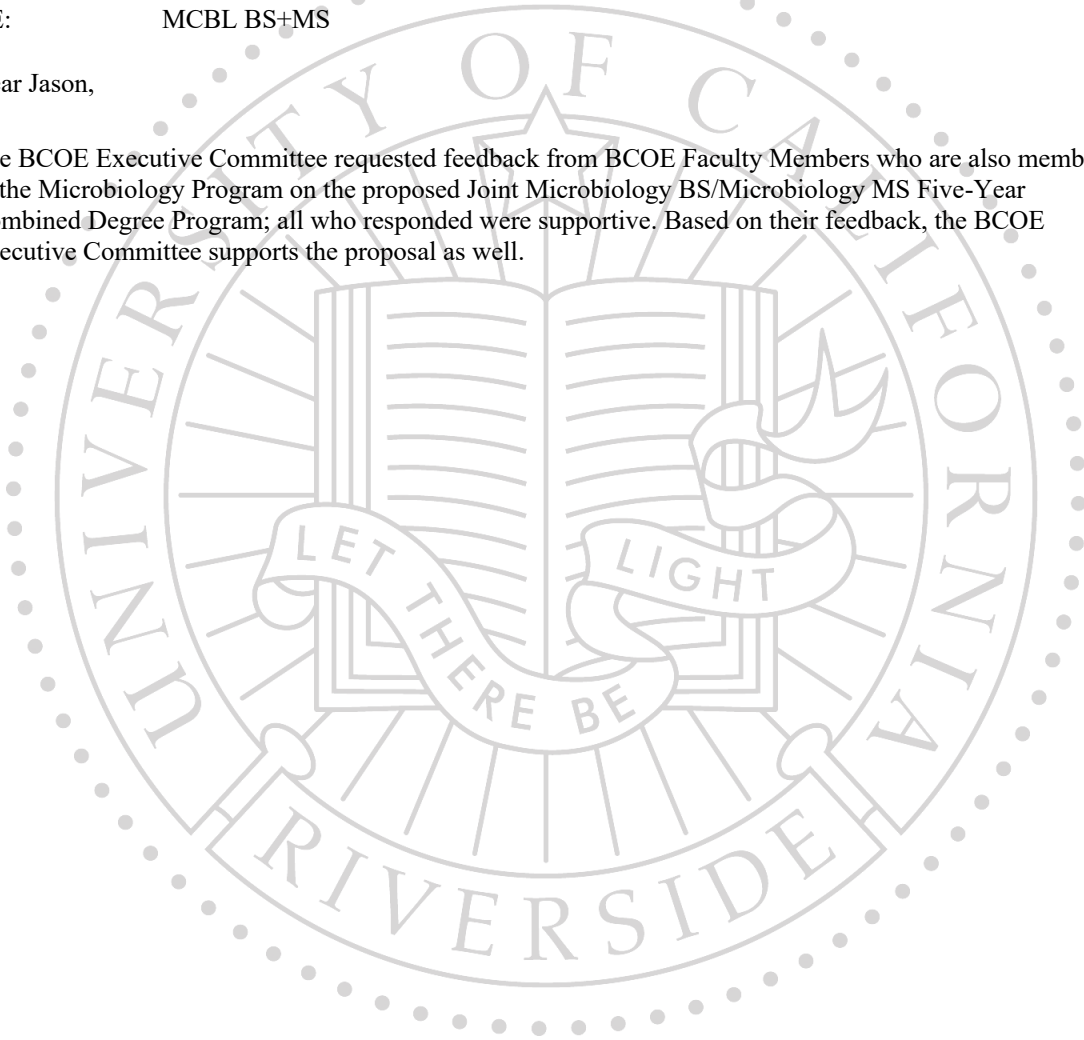 E: MCBL BS+MS
ar Jason,
e BCOE Executive Committee requested feedback from BCOE Faculty Members who are also memb
the Microbiology Program on the proposed Joint Microbiology BS/Microbiology MS Five-Year
ombined Degree Program; all who responded were supportive. Based on their feedback, the BCOE
ecutive Committee supports the proposal as well.
UNIVERSITY OF CALIFORNIA
LET THERE BE LIGHT
RIVERSIDE